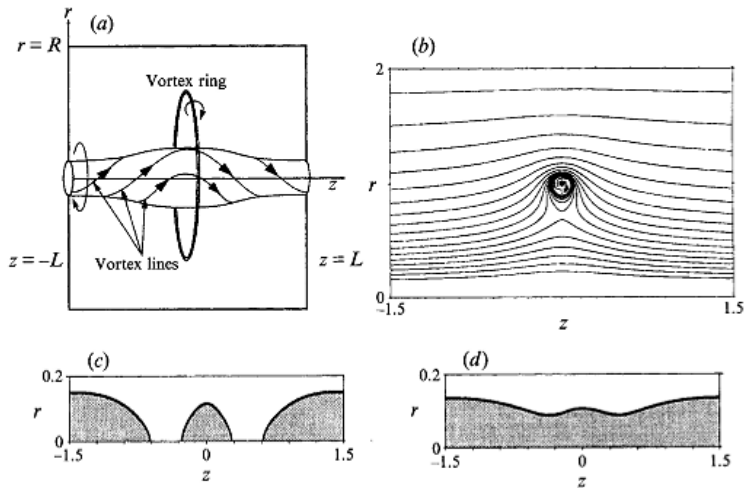 r
(a)
r = R
Vortex ring
z
z = −L
Vortex lines
z = L
(b)
2
r
0
−1.5
1.5
z
(c)
0.2
r
0
−1.5
0
1.5
z
(d)
0.2
r
0
−1.5
0
1.5
z